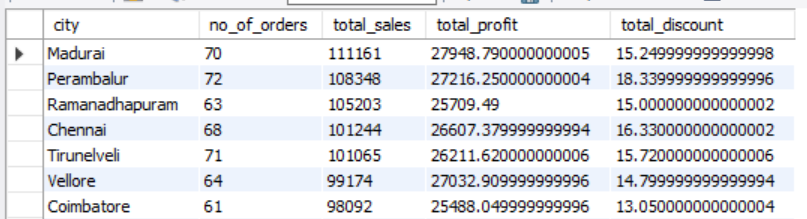 city no_of_orders total_sales total_profit total_discount
Madurai 70 111161 27948.790000000005 15.249999999999998
Perambalur 72 108348 27216.250000000004 18.339999999999996
Ramanadhapuram 63 105203 25709.49 15.000000000000002
Chennai 68 101244 26607.379999999994 16.330000000000002
Tirunelveli 71 101065 26211.620000000006 15.720000000000006
Vellore 64 99174 27032.909999999996 14.799999999999994
Coimbatore 61 98092 25488.049999999996 13.050000000000004